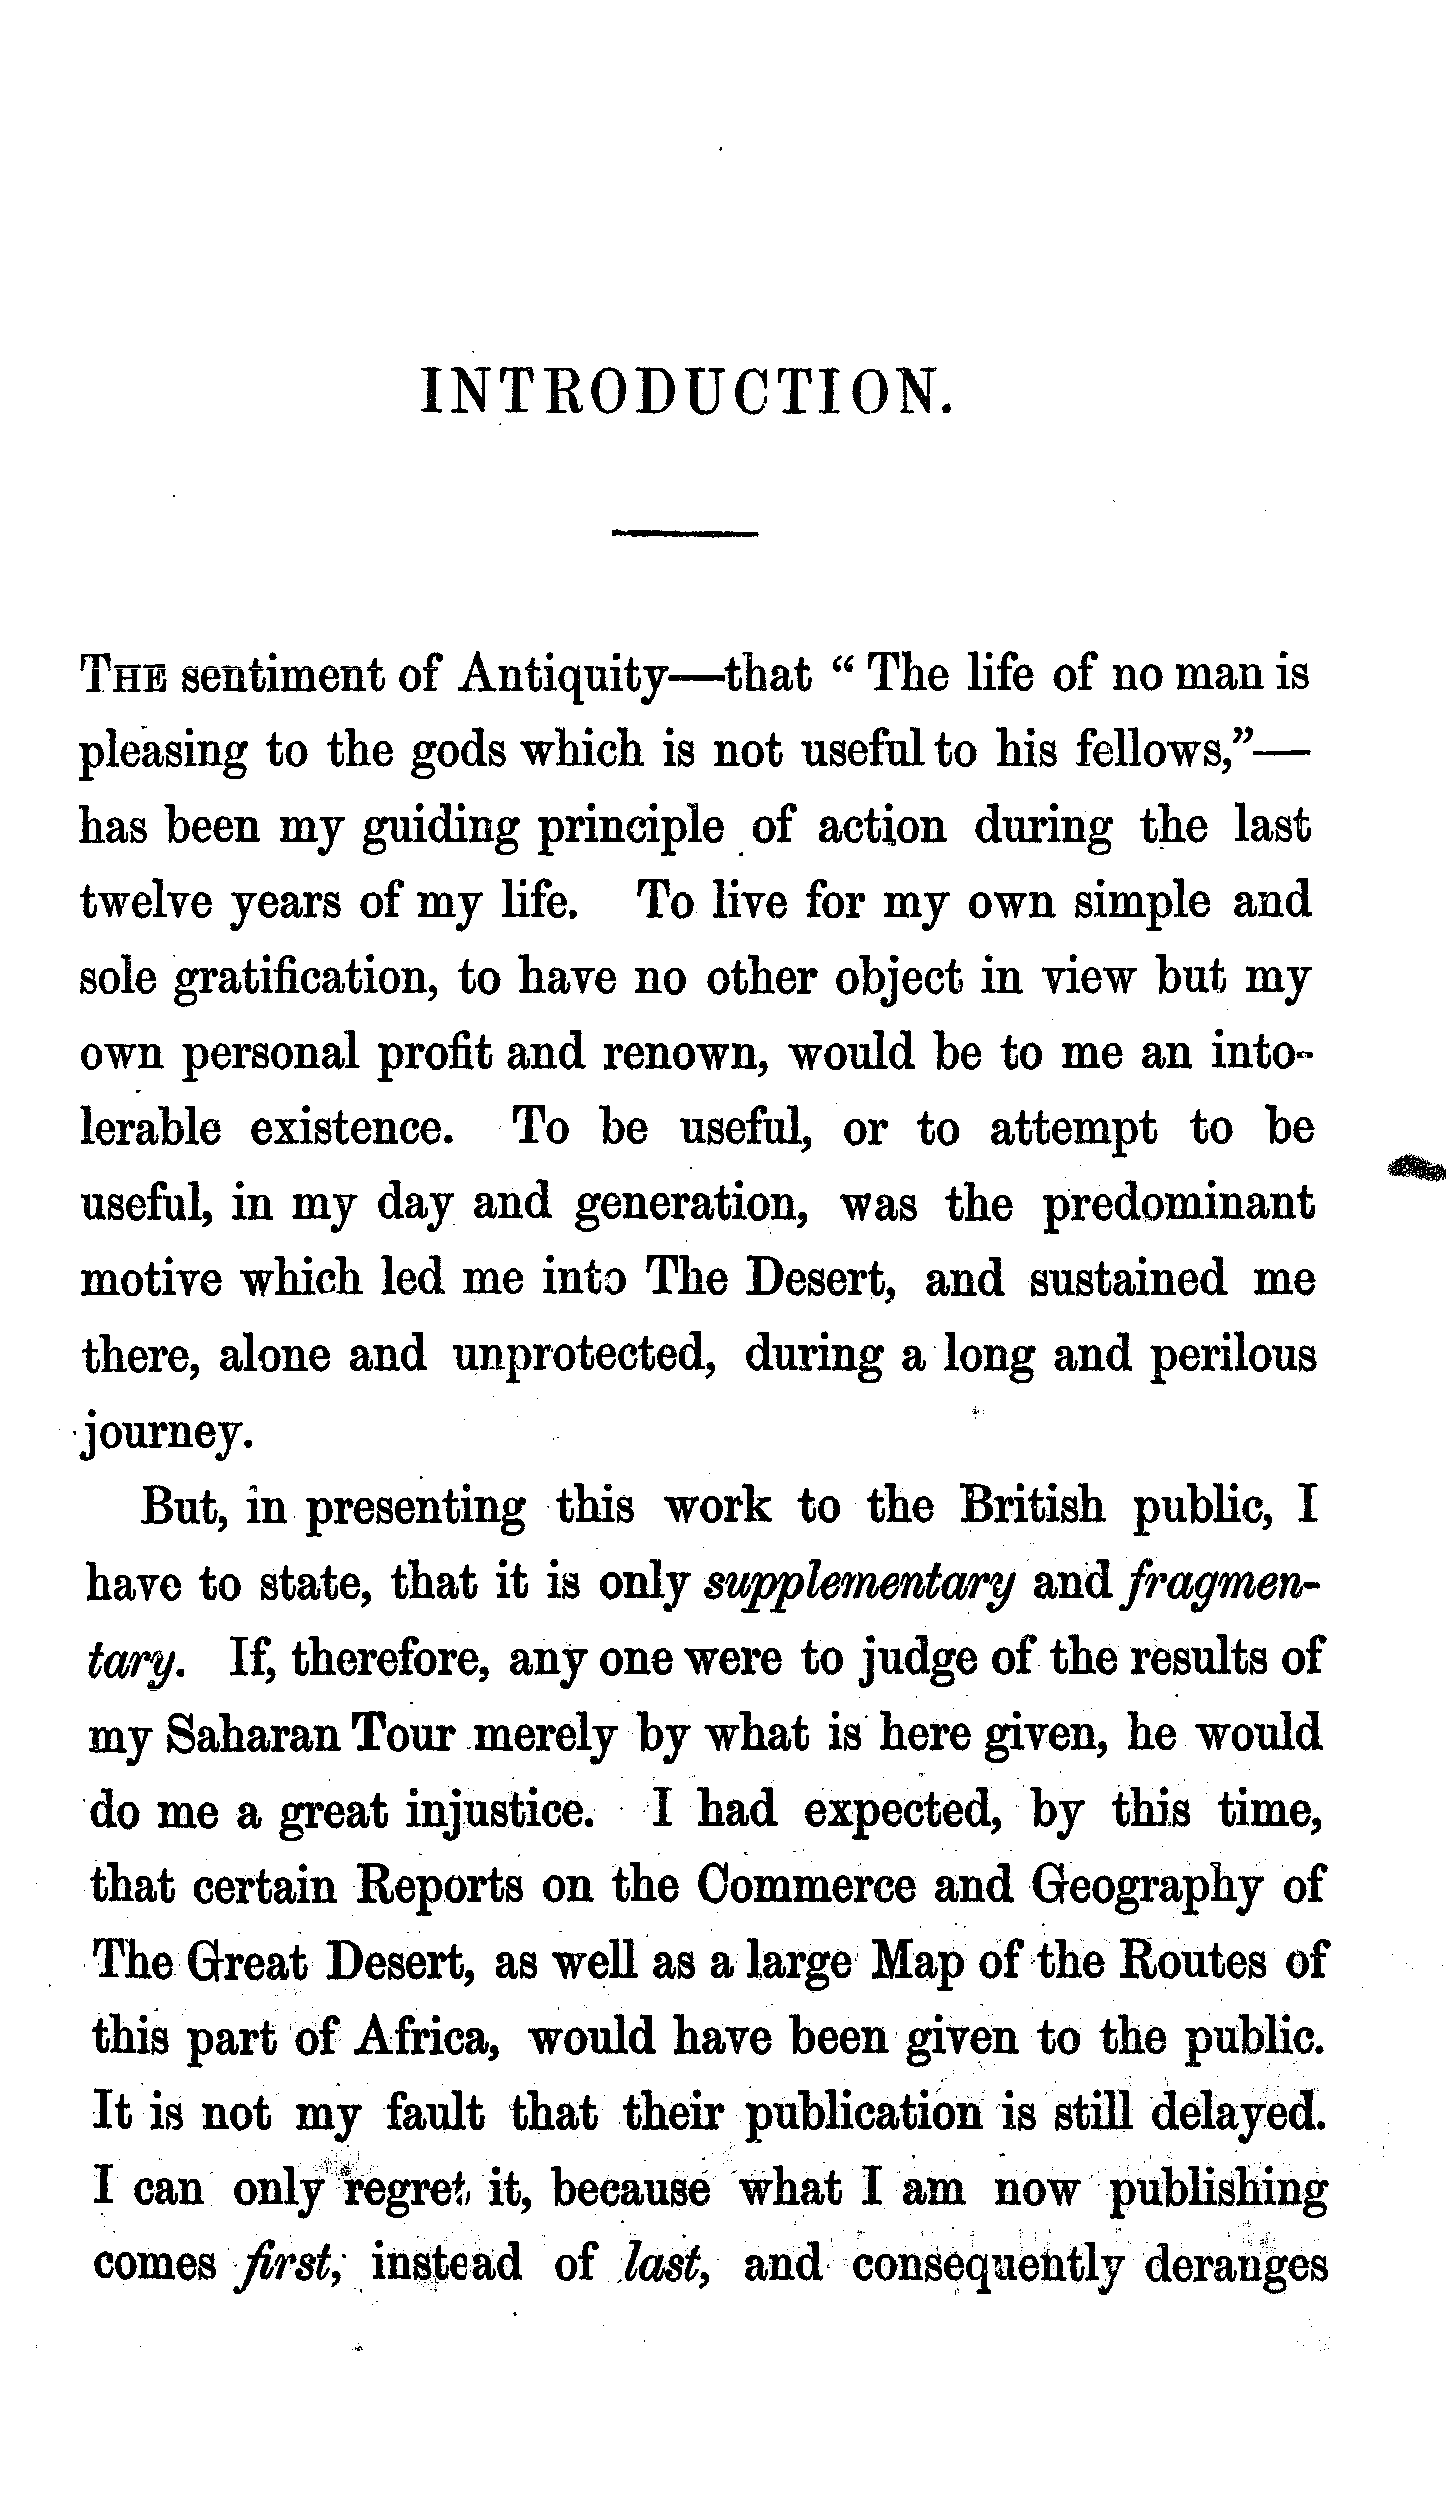 INTRODUCTION.
THE sentiment of Antiquity—that “The life of no man is
pleasing to the gods which is not useful to his fellows,”—
has been my guiding principle of action during the last
twelve years of my life. To live for my own simple and
sole gratification, to have no other object in view but my
own personal profit and renown, would be to me an into-
lerable existence. To be useful, or to attempt to be
useful, in my day and generation, was the predominant
motive which led me into The Desert, and sustained me
there, alone and unprotected, during a long and perilous
journey.
But, in presenting this work to the British public, I
have to state, that it is only supplementary and fragmen-
tary. If, therefore, any one were to judge of the results of
my Saharan Tour merely by what is here given, he would
do me a great injustice. I had expected, by this time,
that certain Reports on the Commerce and Geography of
The Great Desert, as well as a large Map of the Routes of
this part of Africa, would have been given to the public.
It is not my fault that their publication is still delayed.
I can only regret it, because what I am now publishing
comes first, instead of last, and consequently deranges